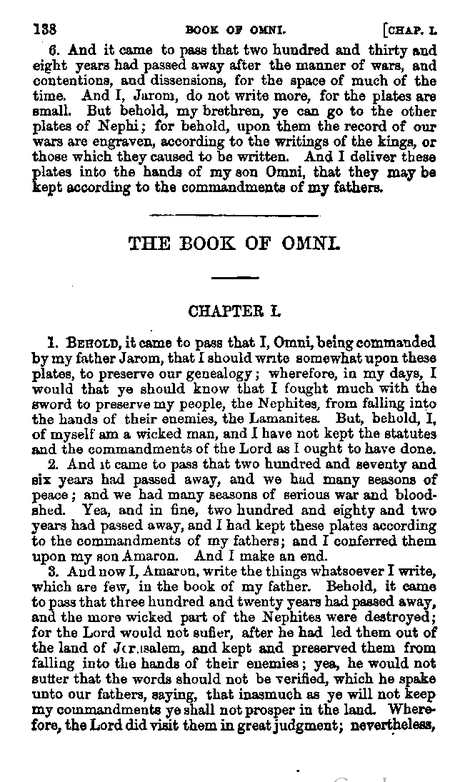 138 BOOK OF OMNI. [CHAP. I.
6. And it came to pass that two hundred and thirty and
eight years had passed away after the manner of wars, and
contentions, and dissensions, for the space of much of the
time. And I, Jarom, do not write more, for the plates are
small. But behold, my brethren, ye can go to the other
plates of Nephi; for behold, upon them the record of our
wars are engraven, according to the writings of the kings, or
those which they caused to be written. And I deliver these
plates into the hands of my son Omni, that they may be
kept according to the commandments of my fathers.
THE BOOK OF OMNI.
CHAPTER I.
1. BEHOLD, it came to pass that I, Omni, being commanded
by my father Jarom, that I should write somewhat upon these
plates, to preserve our genealogy; wherefore, in my days, I
would that ye should know that I fought much with the
sword to preserve my people, the Nephites, from falling into
the hands of their enemies, the Lamanites. But, behold, I,
of myself am a wicked man, and I have not kept the statutes
and the commandments of the Lord as I ought to have done.
2. And it came to pass that two hundred and seventy and
six years had passed away, and we had many seasons of
peace; and we had many seasons of serious war and blood-
shed. Yea, and in fine, two hundred and eighty and two
years had passed away, and I had kept these plates according
to the commandments of my fathers; and I conferred them
upon my son Amaron. And I make an end.
3. And now I, Amaron, write the things whatsoever I write,
which are few, in the book of my father. Behold, it came
to pass that three hundred and twenty years had passed away,
and the more wicked part of the Nephites were destroyed;
for the Lord would not suffer, after he had led them out of
the land of Jerusalem, and kept and preserved them from
falling into the hands of their enemies; yea, he would not
suffer that the words should not be verified, which he spake
unto our fathers, saying, that inasmuch as ye will not keep
my commandments ye shall not prosper in the land. Where-
fore, the Lord did visit them in great judgment; nevertheless,